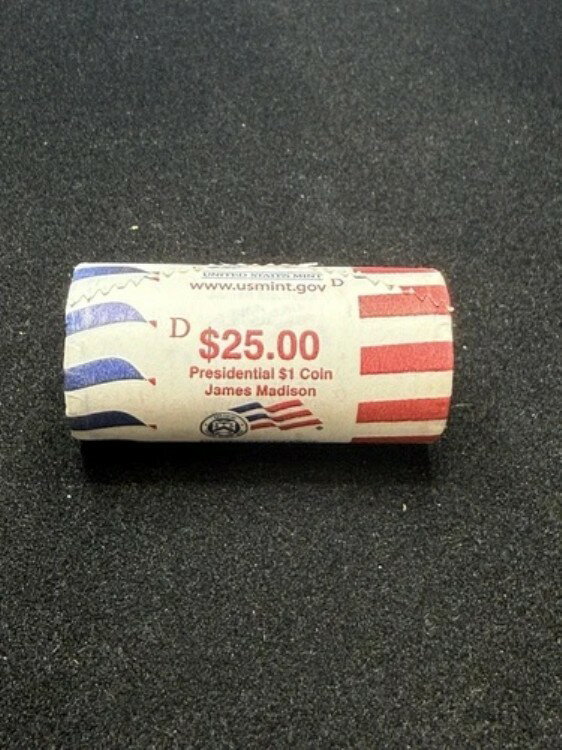 UNITED STATES MINT
www.usmint.gov D
D $25.00
Presidential $1 Coin
James Madison